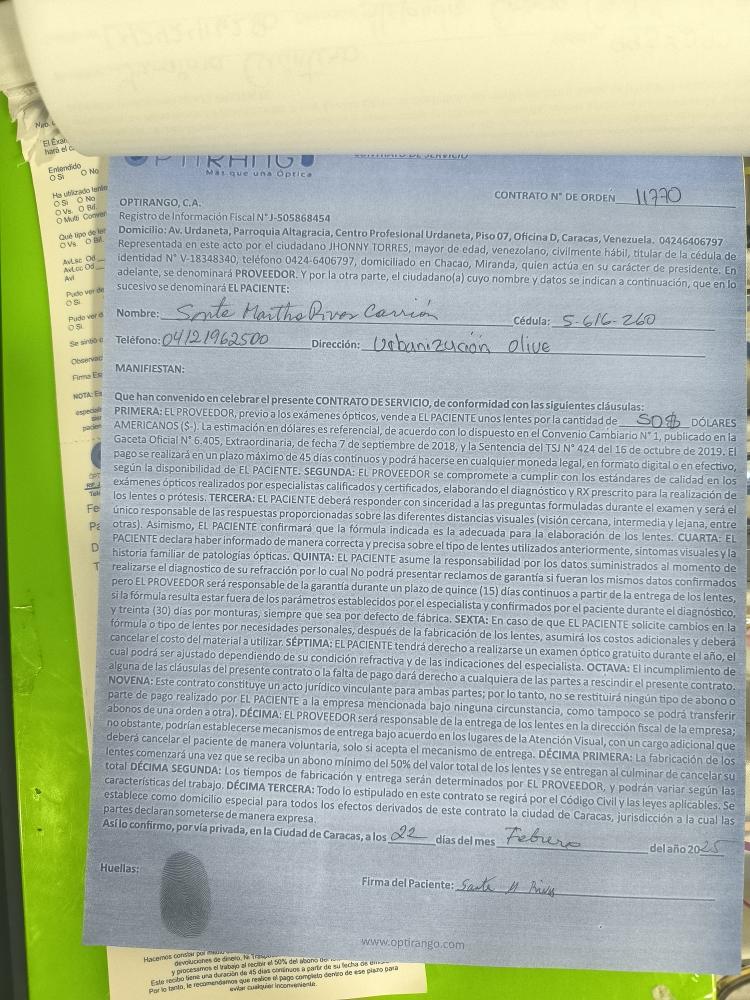 OPTIRANGO
CONTRATO DE SERVICIO
Más que una Óptica
CONTRATO N° DE ORDEN 11770
OPTIRANGO, C.A.
Registro de Información Fiscal N° J-505868454
Domicilio: Av. Urdaneta, Parroquia Altagracia, Centro Profesional Urdaneta, Piso 07, Oficina D, Caracas, Venezuela. 04246406797
Representada en este acto por el ciudadano JHONNY TORRES, mayor de edad, venezolano, civilmente hábil, titular de la cédula de
identidad N° V-18348340, teléfono 0424-6406797, domiciliado en Chacao, Miranda, quien actúa en su carácter de presidente. En
adelante, se denominará PROVEEDOR. Y por la otra parte, el ciudadano(a) cuyo nombre y datos se indican a continuación, que en lo
sucesivo se denominará EL PACIENTE:
Nombre: Martha Rivas Carrión Cédula: 5-616-260
Teléfono: 04121962500 Dirección: Urbanización Olive
MANIFIESTAN:
Que han convenido en celebrar el presente CONTRATO DE SERVICIO, de conformidad con las siguientes cláusulas:
PRIMERA: EL PROVEEDOR, previo a los exámenes ópticos, vende a EL PACIENTE unos lentes por la cantidad de 50$ DÓLARES
AMERICANOS ($-). La estimación en dólares es referencial, de acuerdo con lo dispuesto en el Convenio Cambiario N° 1, publicado en la
Gaceta Oficial N° 6.405, Extraordinaria, de fecha 7 de septiembre de 2018, y la Sentencia del TSJ N° 424 del 16 de octubre de 2019. El
pago se realizará en un plazo máximo de 45 días continuos y podrá hacerse en cualquier moneda legal, en formato digital o en efectivo,
según la disponibilidad de EL PACIENTE. SEGUNDA: EL PROVEEDOR se compromete a cumplir con los estándares de calidad en los
exámenes ópticos realizados por especialistas calificados y certificados, elaborando el diagnóstico y RX prescrito para la realización de
los lentes o prótesis. TERCERA: EL PACIENTE deberá responder con sinceridad a las preguntas formuladas durante el examen y será el
único responsable de las respuestas proporcionadas sobre las diferentes distancias visuales (visión cercana, intermedia y lejana, entre
otras). Asimismo, EL PACIENTE confirmará que la fórmula indicada es la adecuada para la elaboración de los lentes. CUARTA: EL
PACIENTE declara haber informado de manera correcta y precisa sobre el tipo de lentes utilizados anteriormente, síntomas visuales y la
historia familiar de patologías ópticas. QUINTA: EL PACIENTE asume la responsabilidad por los datos suministrados al momento de
realizarse el diagnostico de su refracción por lo cual No podrá presentar reclamos de garantía si fueran los mismos datos confirmados
pero EL PROVEEDOR será responsable de la garantía durante un plazo de quince (15) días continuos a partir de la entrega de los lentes,
si la fórmula resulta estar fuera de los parámetros establecidos por el especialista y confirmados por el paciente durante el diagnóstico,
y treinta (30) días por monturas, siempre que sea por defecto de fábrica. SEXTA: En caso de que EL PACIENTE solicite cambios en la
fórmula o tipo de lentes por necesidades personales, después de la fabricación de los lentes, asumirá los costos adicionales y deberá
cancelar el costo del material a utilizar. SÉPTIMA: EL PACIENTE tendrá derecho a realizarse un examen óptico gratuito durante el año, el
cual podrá ser ajustado dependiendo de su condición refractiva y de las indicaciones del especialista. OCTAVA: El incumplimiento de
alguna de las cláusulas del presente contrato o la falta de pago dará derecho a cualquiera de las partes a rescindir el presente contrato.
NOVENA: Este contrato constituye un acto jurídico vinculante para ambas partes; por lo tanto, no se restituirá ningún tipo de abono o
parte de pago realizado por EL PACIENTE a la empresa mencionada bajo ninguna circunstancia, como tampoco se podrá transferir
abonos de una orden a otra). DÉCIMA: EL PROVEEDOR será responsable de la entrega de los lentes en la dirección fiscal de la empresa;
no obstante, podrían establecerse mecanismos de entrega bajo acuerdo en los lugares de la Atención Visual, con un cargo adicional que
deberá cancelar el paciente de manera voluntaria, solo si acepta el mecanismo de entrega. DÉCIMA PRIMERA: La fabricación de los
lentes comenzará una vez que se reciba un abono mínimo del 50% del valor total de los lentes y se entregan al culminar de cancelar su
total DÉCIMA SEGUNDA: Los tiempos de fabricación y entrega serán determinados por EL PROVEEDOR, y podrán variar según las
características del trabajo. DÉCIMA TERCERA: Todo lo estipulado en este contrato se regirá por el Código Civil y las leyes aplicables. Se
establece como domicilio especial para todos los efectos derivados de este contrato la ciudad de Caracas, jurisdicción a la cual las
partes declaran someterse de manera expresa.
Así lo confirmo, por vía privada, en la Ciudad de Caracas, a los 22 días del mes Febrero del año 2025
Huellas:
Firma del Paciente:
www.optirango.com
Hacemos constar por
devoluciones de dinero,
y procesamos el trabajo al recibir el 50% del abono
Este recibo tiene una duración de 45 días continuos a partir de su fecha de
Por lo tanto, le recomendamos que realice el pago completo dentro de ese plazo para
evitar cualquier inconveniente.
Entendido
O Si O No
Ha utilizado lente
O Si O No
O Vs. O Bif.
O Multi
Qué tipo de
O Vs. O Bif.
Pudo ver de
O Si
Pudo ver d
O Si
Se sintió
Observac
Firma Es
NOTA: